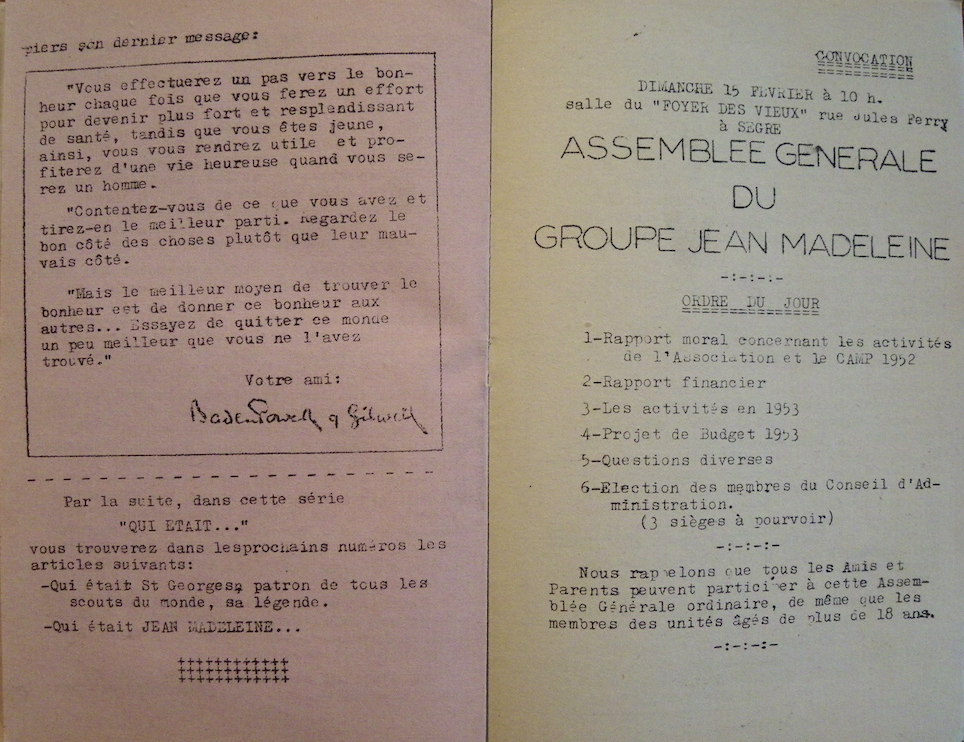 piers son dernier message:
"Vous effectuerez un pas vers le bon-
heur chaque fois que vous ferez un effort
pour devenir plus fort et resplendissant
de santé, tandis que vous êtes jeune,
ainsi, vous vous rendrez utile et pro-
fiterez d'une vie heureuse quand vous se-
rez un homme.
"Contentez-vous de ce que vous avez et
tirez-en le meilleur parti. Regardez le
bon côté des choses plutôt que leur mau-
vais côté.
"Mais le meilleur moyen de trouver le
bonheur est de donner ce bonheur aux
autres... Essayez de quitter ce monde
un peu meilleur que vous ne l'avez
trouvé."
Votre ami:
Baden Powell of Gilwell
Par la suite, dans cette série
"QUI ETAIT..."
vous trouverez dans lesprochains numéros les
articles suivants:
-Qui était St Georges, patron de tous les
scouts du monde, sa légende.
-Qui était JEAN MADELEINE...
++++++++++++
++++++++++++
++++++++++++
CONVOCATION
DIMANCHE 15 FEVRIER à 10 h.
salle du "FOYER DES VIEUX" rue Jules Ferry
à SEGRE
ASSEMBLEE GENERALE
DU
GROUPE JEAN MADELEINE
-:-:-:-
ORDRE DU JOUR
1-Rapport moral concernant les activités
de l'Association et le CAMP 1952
2-Rapport financier
3-Les activités en 1953
4-Projet de Budget 1953
5-Questions diverses
6-Election des membres du Conseil d'Ad-
ministration.
(3 sièges à pourvoir)
-:-:-:-
Nous rappelons que tous les Amis et
Parents peuvent participer à cette Assem-
blée Générale ordinaire, de même que les
membres des unités âgés de plus de 18 ans.
-:-:-:-